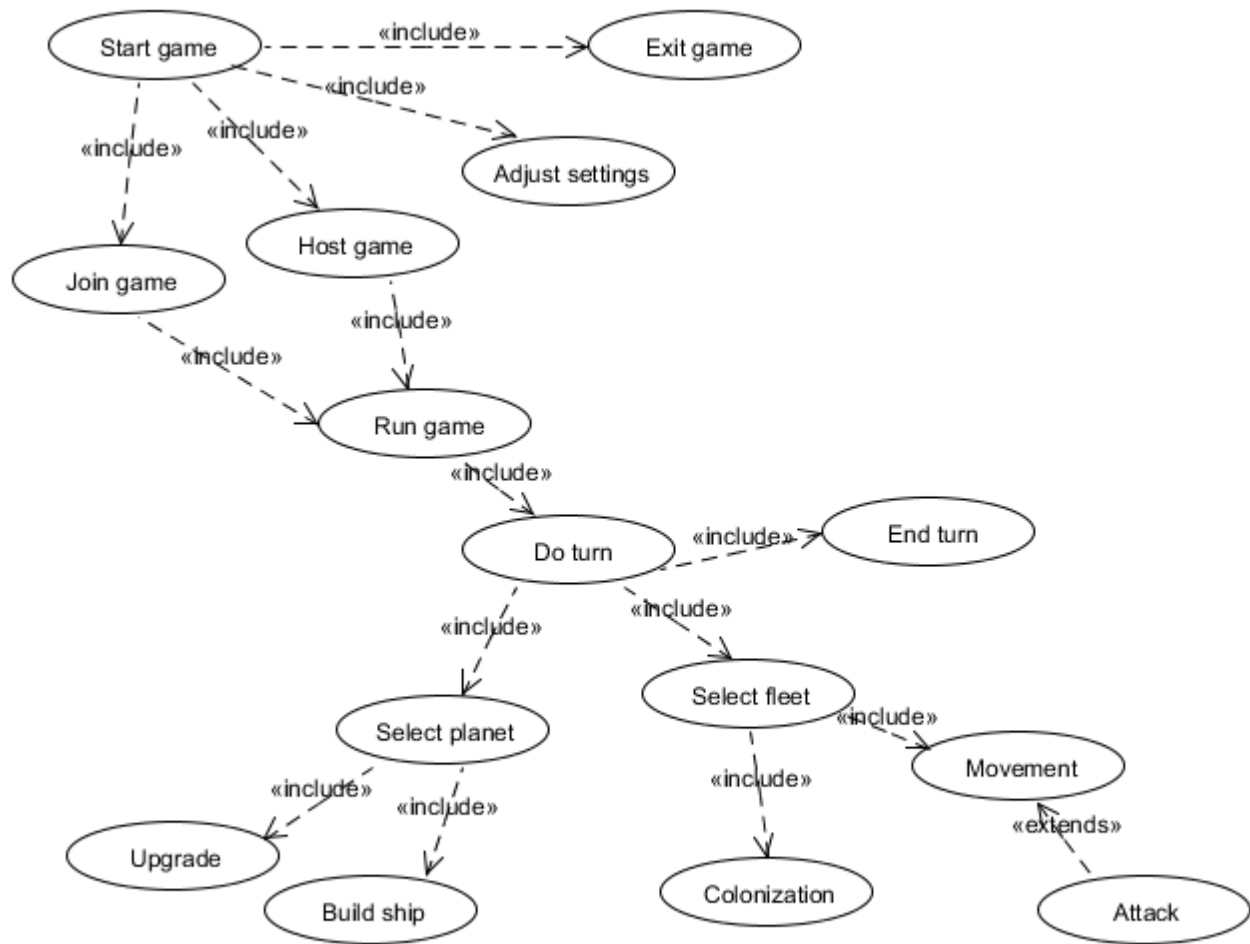 Start game
«include»
Exit game
«include»
«include»
«include»
Adjust settings
Host game
Join game
«include»
«include»
Run game
«include»
Do turn
«include»
End turn
«include»
«include»
Select fleet
Select planet
«include»
Movement
«include»
«include»
«include»
«extends»
Upgrade
Build ship
Colonization
Attack